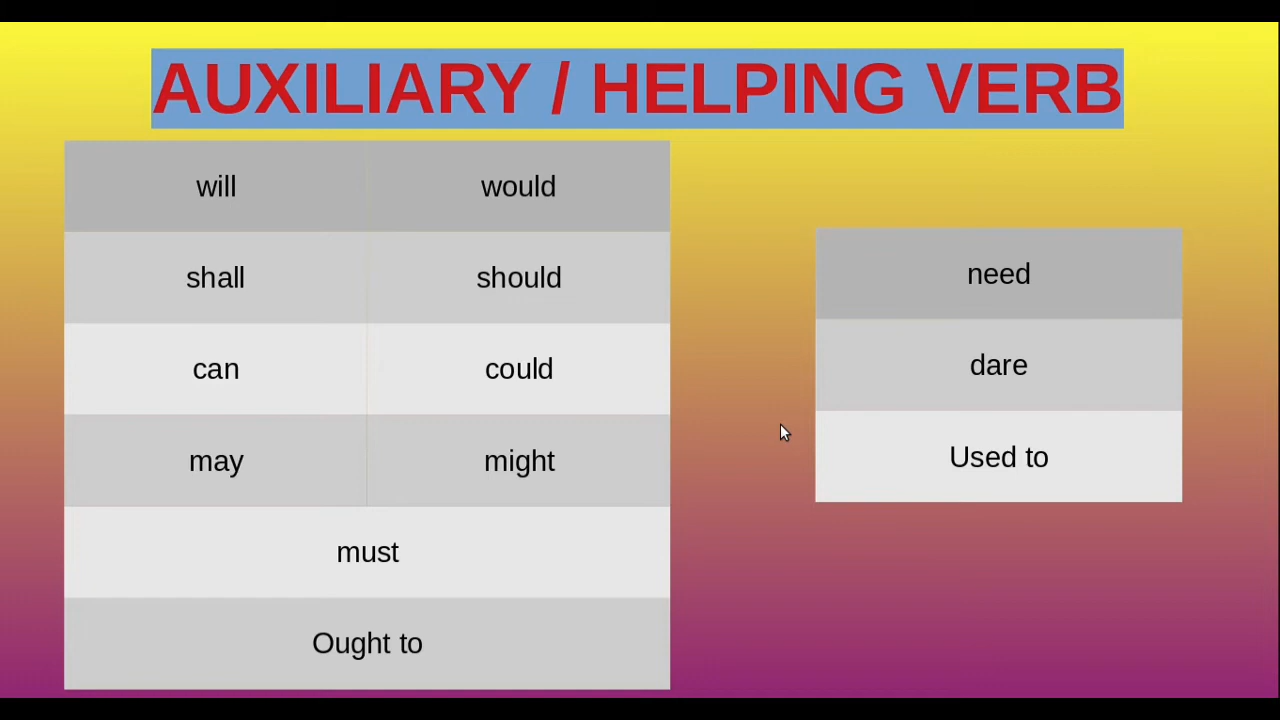 AUXILIARY / HELPING VERB
will would
shall should
can could
may might
must
Ought to
need
dare
Used to